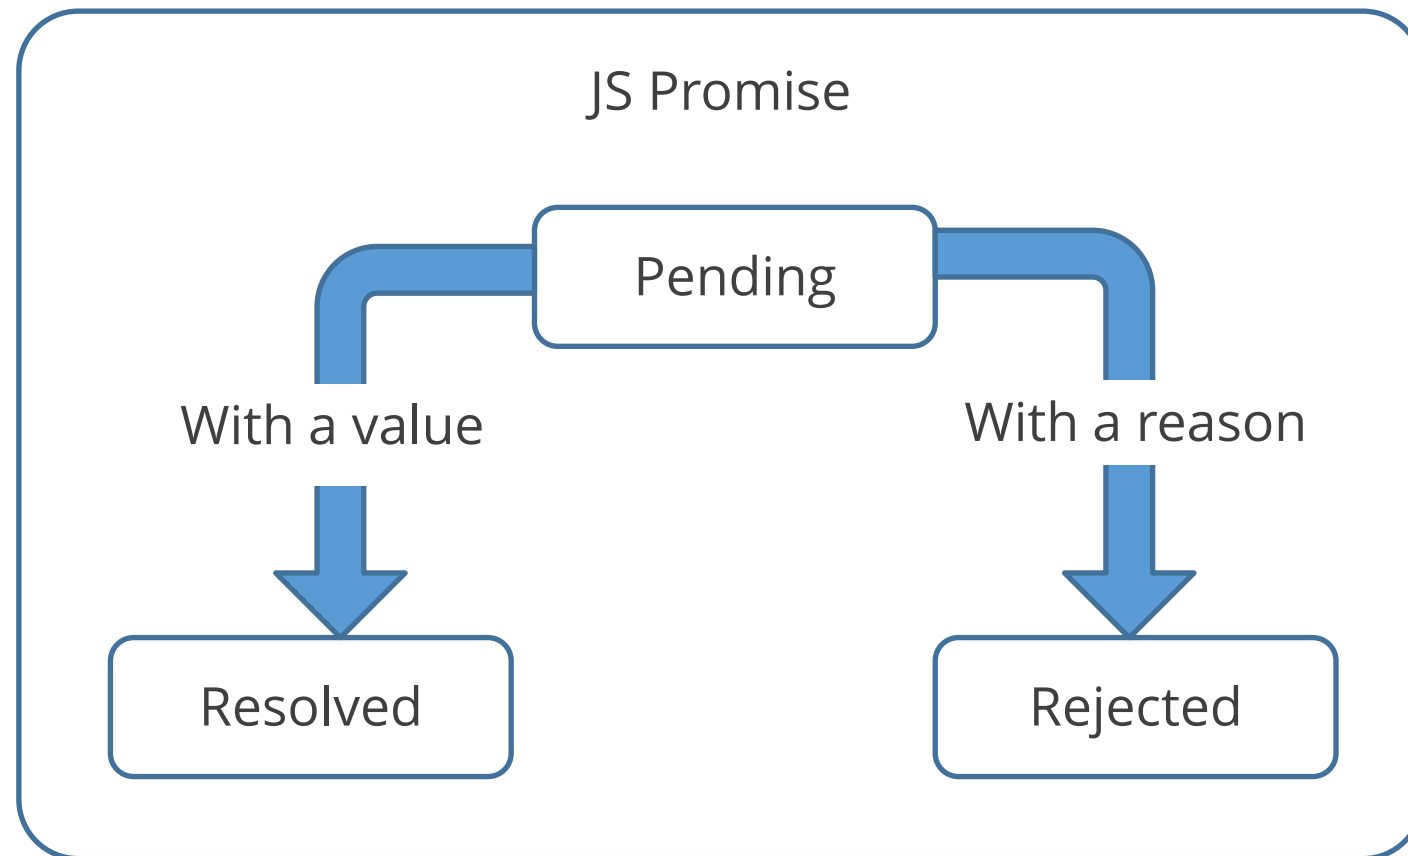 JS Promise
Pending
With a value
With a reason
Resolved
Rejected